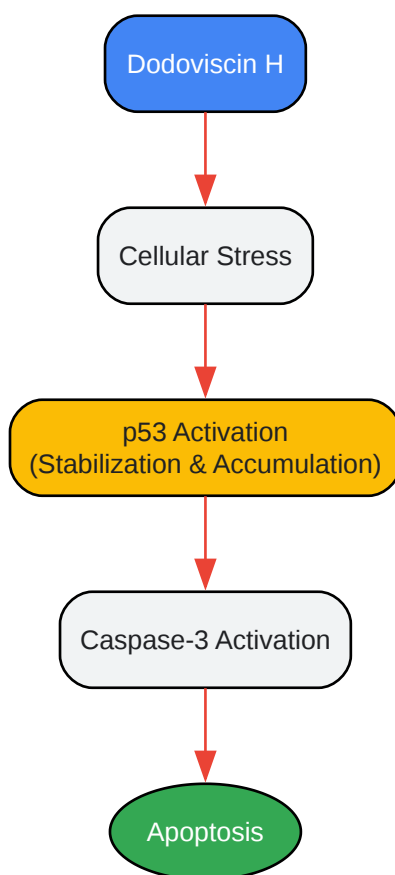 Dodoviscin H
Cellular Stress
p53 Activation
(Stabilization & Accumulation)
Caspase-3 Activation
Apoptosis